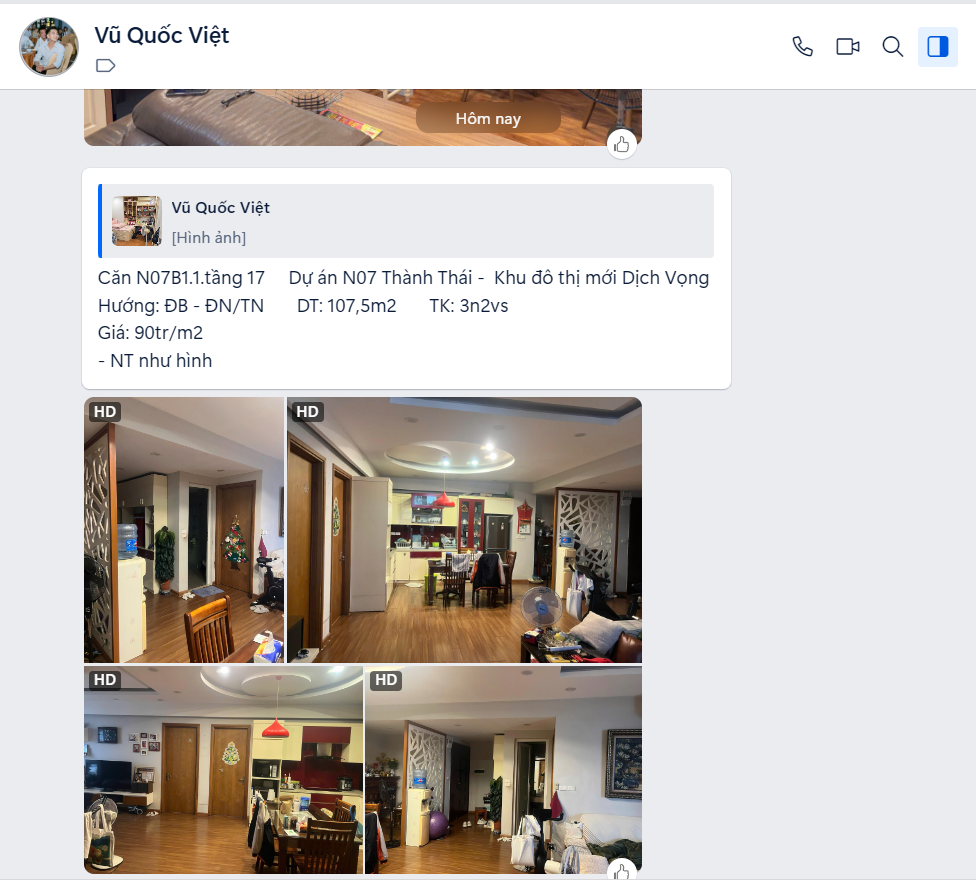 Vũ Quốc Việt
Hôm nay
Vũ Quốc Việt
[Hình ảnh]
Căn N07B1.1.tầng 17 Dự án N07 Thành Thái - Khu đô thị mới Dịch Vọng
Hướng: ĐB - ĐN/TN DT: 107,5m2 TK: 3n2vs
Giá: 90tr/m2
- NT như hình
HD
HD
HD
HD